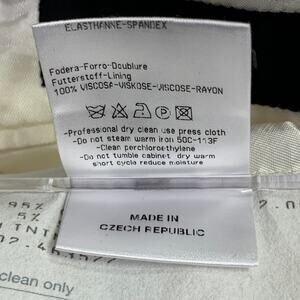 ELASTHANNE-SPANDEX
Fodera-Forro-Doublure
Futterstoff-Lining
100% VISCOSA-VISKOSE-VISCOSE-RAYON
-Professional dry clean use press cloth
-Do not steam warm iron 50C-113F
-Clean perchloroethylene
-Do not tumble cabinet dry warm
short cycle reduce moisture
MADE IN
CZECH REPUBLIC
95%
5%
TNT
clean only